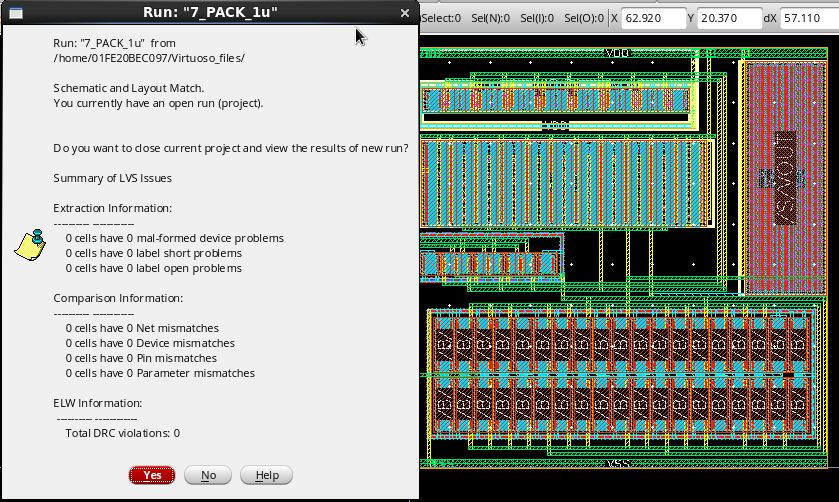 Run: "7_PACK_1u"
Run: "7_PACK_1u" from
/home/01FE20BEC097/Virtuoso_files/
Schematic and Layout Match.
You currently have an open run (project).
Do you want to close current project and view the results of new run?
Summary of LVS Issues
Extraction Information:
---------- ------------
0 cells have 0 mal-formed device problems
0 cells have 0 label short problems
0 cells have 0 label open problems
Comparison Information:
---------- ------------
0 cells have 0 Net mismatches
0 cells have 0 Device mismatches
0 cells have 0 Pin mismatches
0 cells have 0 Parameter mismatches
ELW Information:
---------- ------------
Total DRC violations: 0
Yes No Help
Select:0 Sel(N):0 Sel(I):0 Sel(O):0 X 62.920 Y 20.370 dX 57.110
VDD
VSS